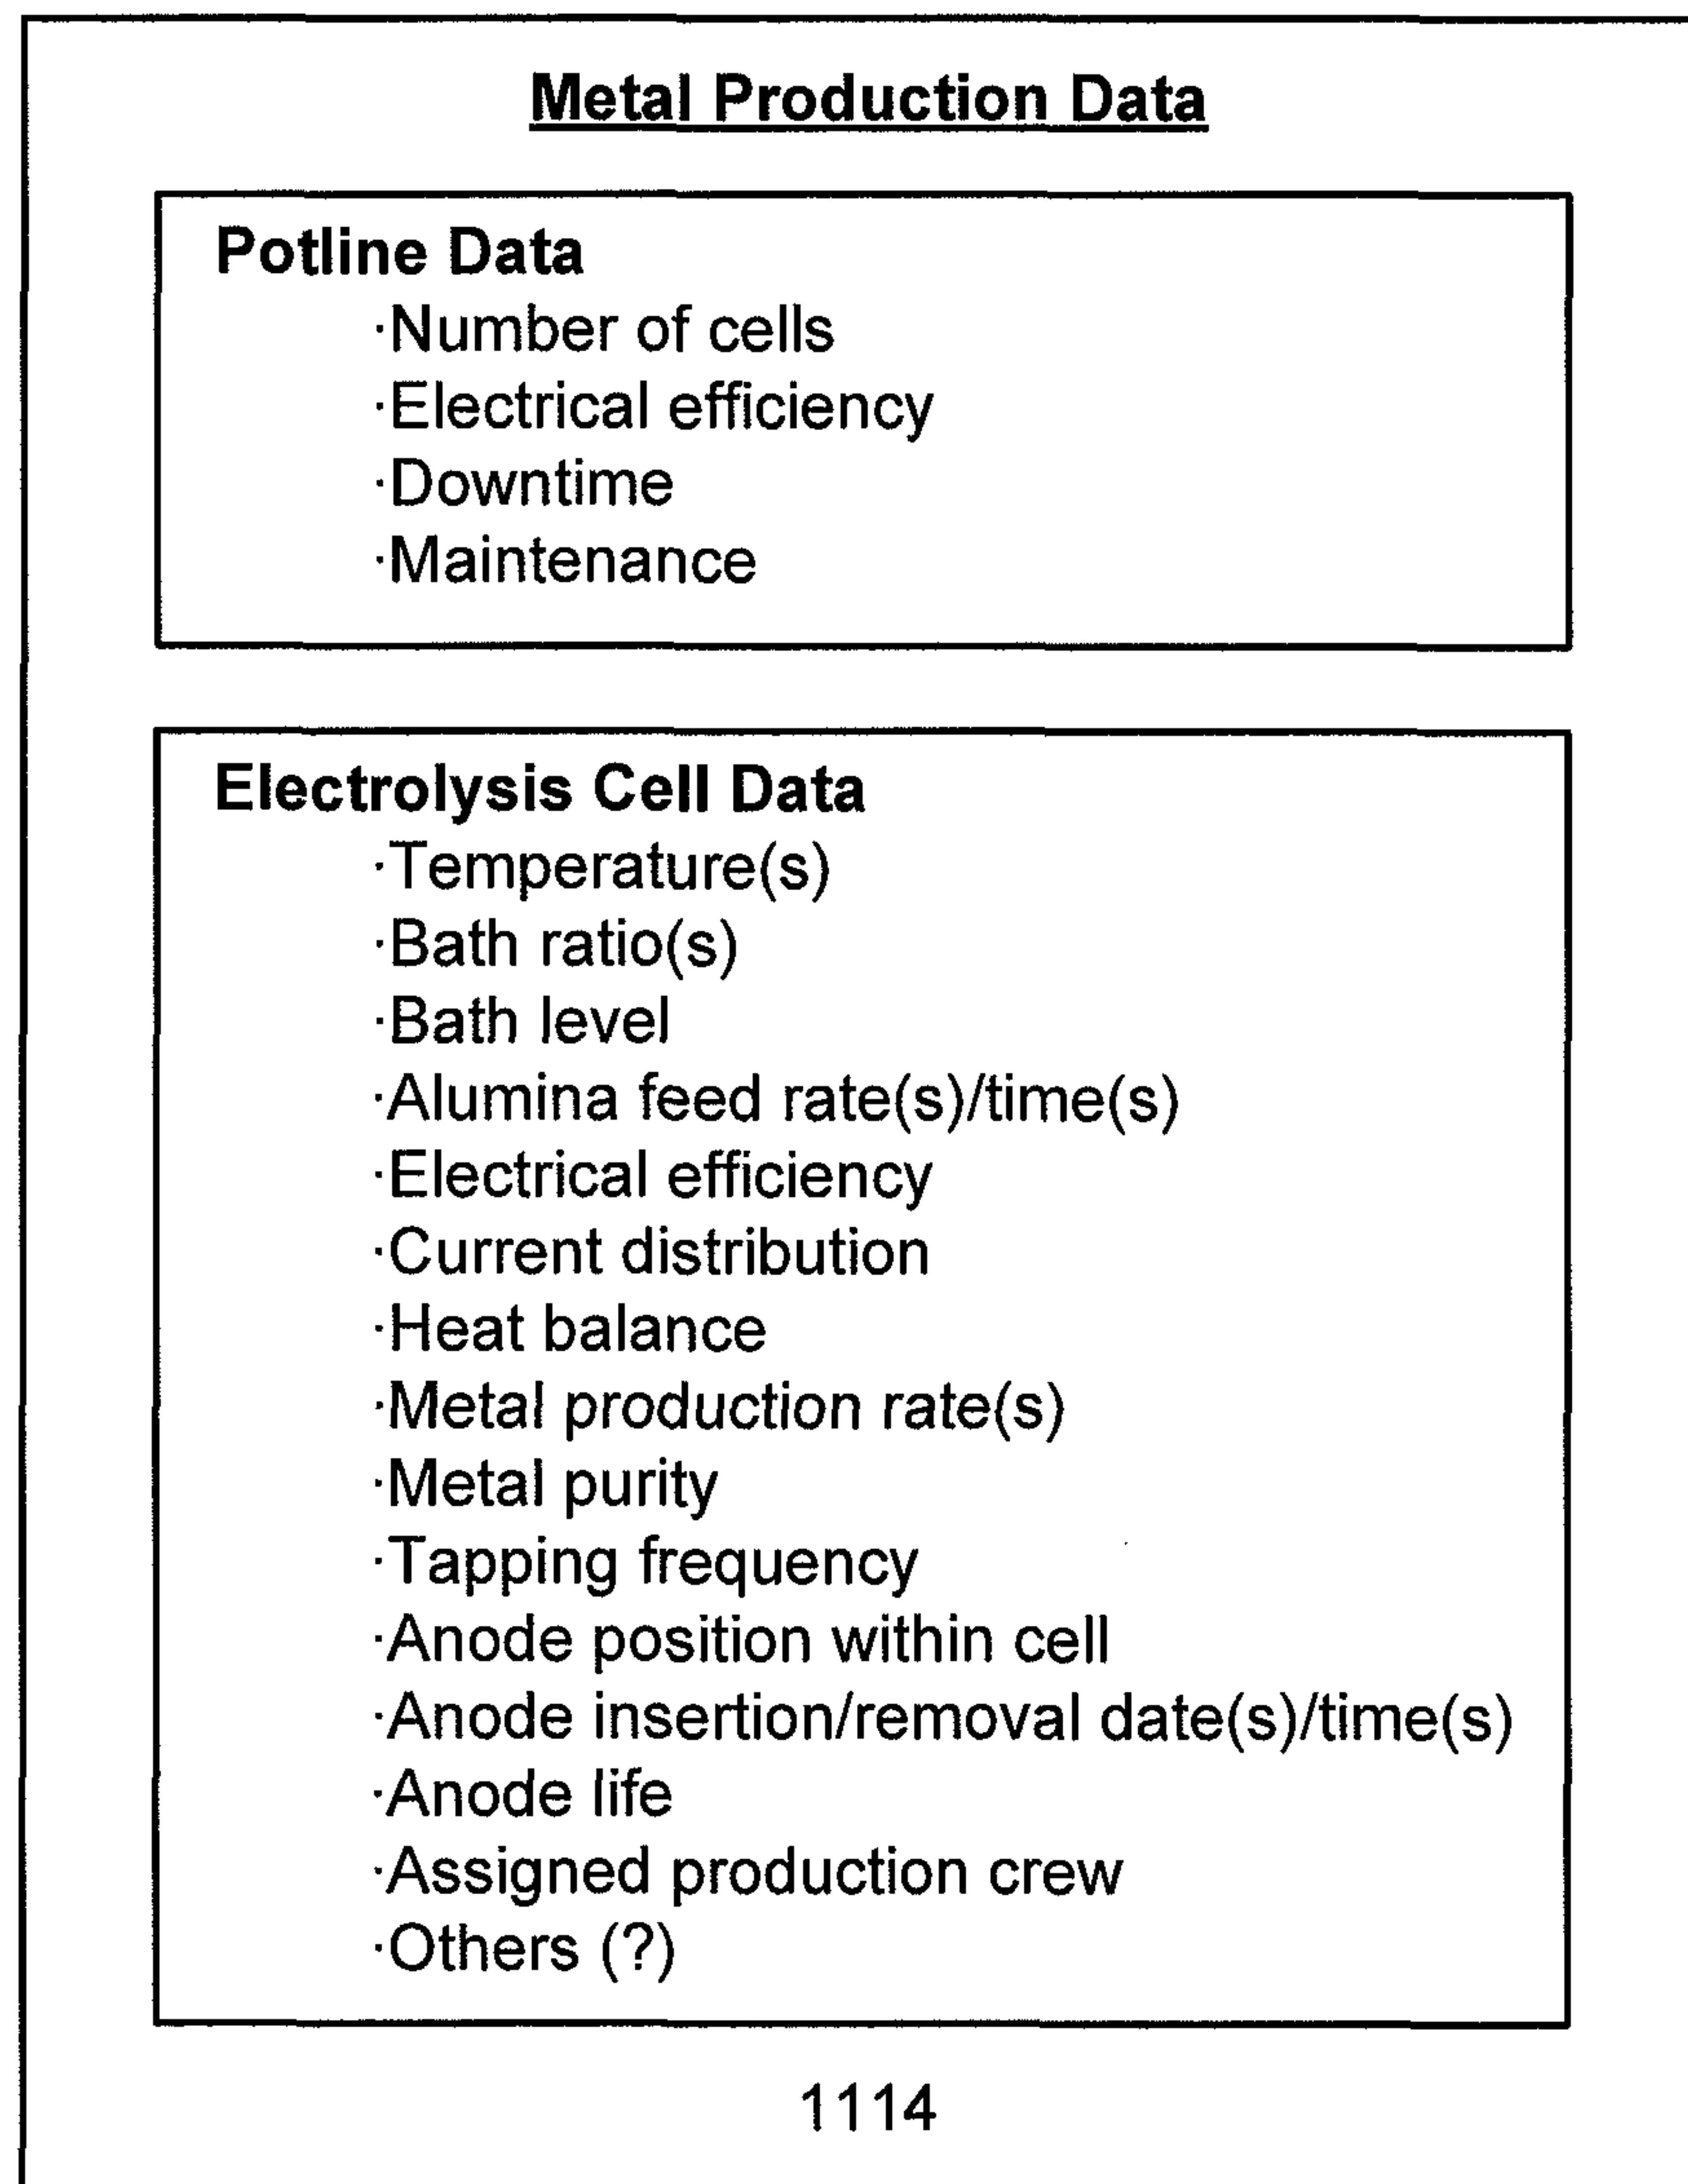 Metal Production Data
Potline Data
·Number of cells
·Electrical efficiency
·Downtime
·Maintenance
Electrolysis Cell Data
·Temperature(s)
·Bath ratio(s)
·Bath level
·Alumina feed rate(s)/time(s)
·Electrical efficiency
·Current distribution
·Heat balance
·Metal production rate(s)
·Metal purity
·Tapping frequency
·Anode position within cell
·Anode insertion/removal date(s)/time(s)
·Anode life
·Assigned production crew
·Others (?)
1114